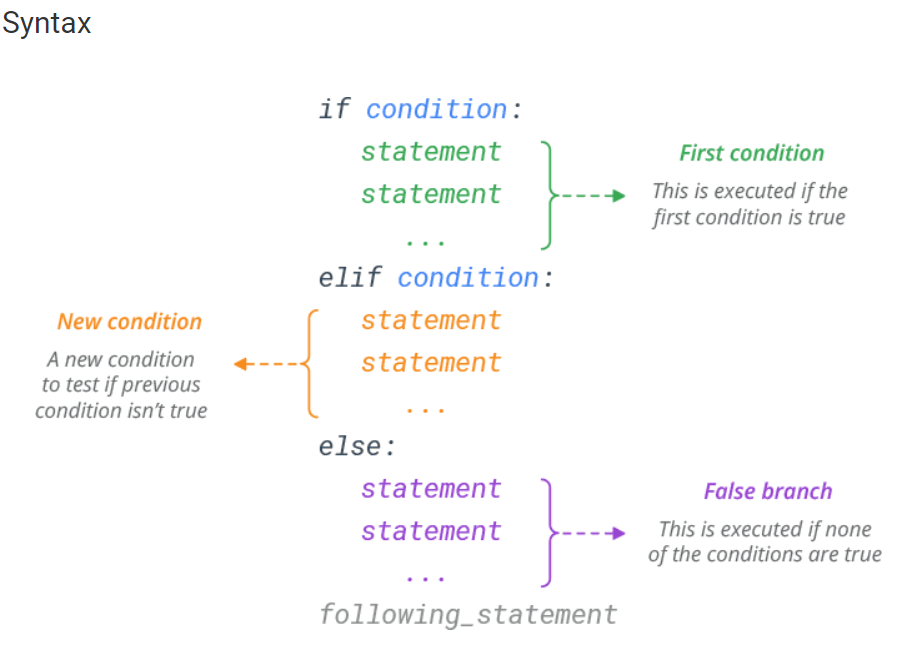 Syntax
if condition:
statement
statement
...
First condition
This is executed if the
first condition is true
elif condition:
statement
statement
...
New condition
A new condition
to test if previous
condition isn't true
else:
statement
statement
...
False branch
This is executed if none
of the conditions are true
following_statement